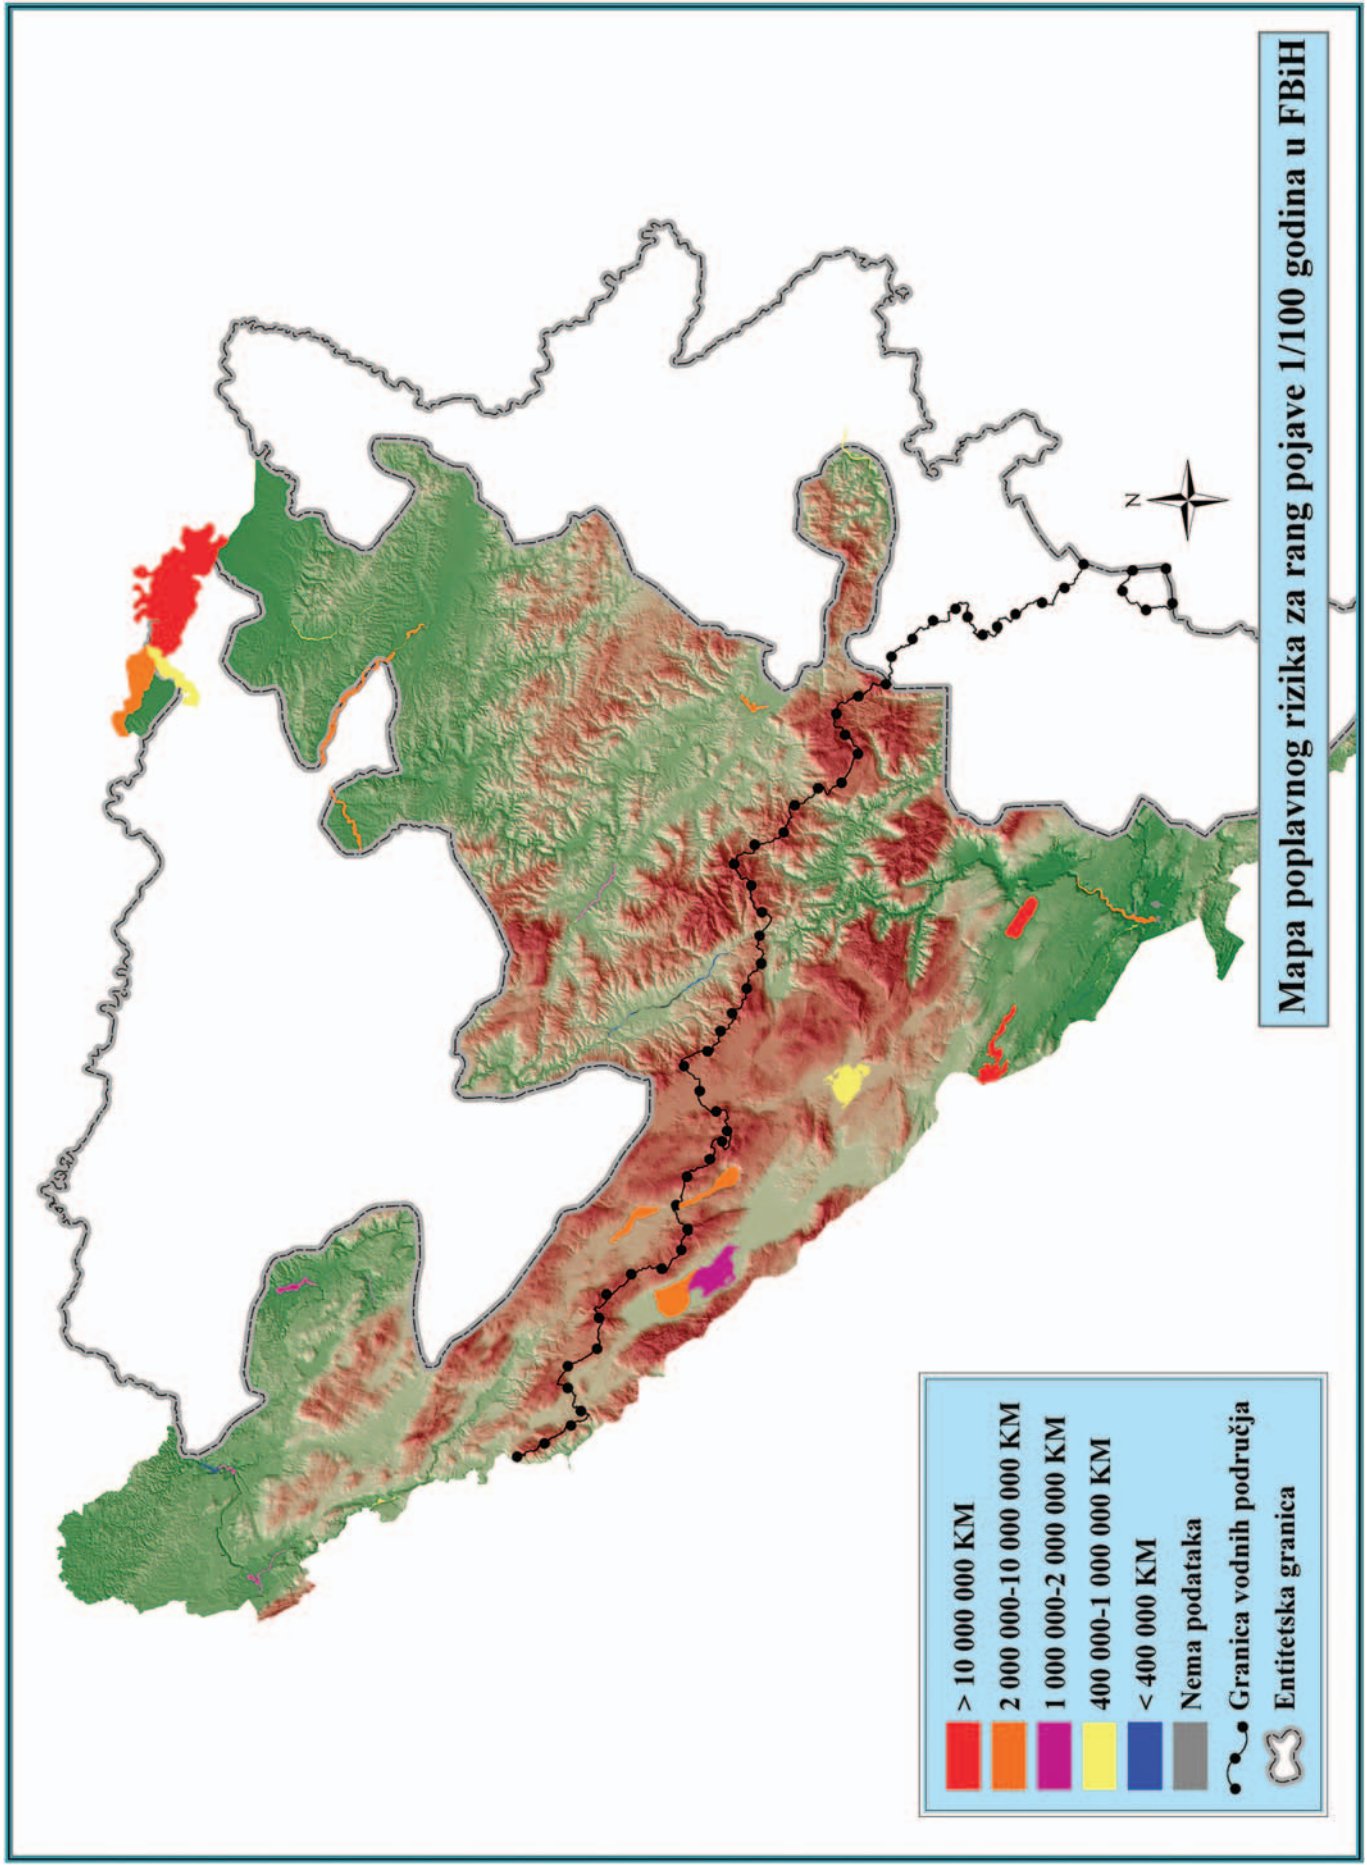 N
Mapa poplavnog rizika za rang pojave 1/100 godina u FBiH
> 10 000 000 KM
2 000 000-10 000 000 KM
1 000 000-2 000 000 KM
400 000-1 000 000 KM
< 400 000 KM
Nema podataka
Granica vodnih područja
Entitetska granica